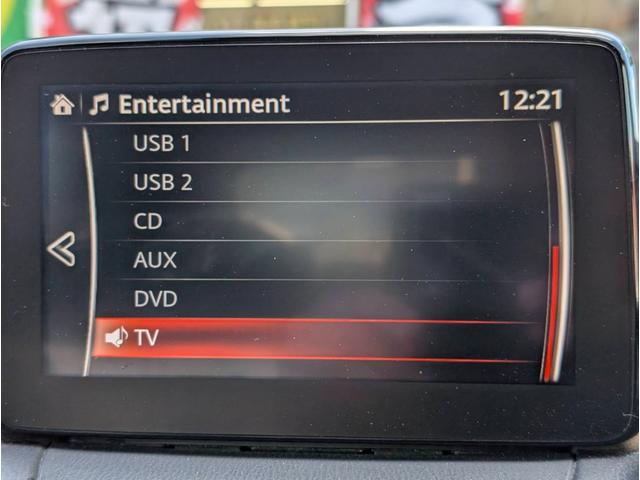 Entertainment 12:21
USB 1
USB 2
CD
AUX
DVD
TV